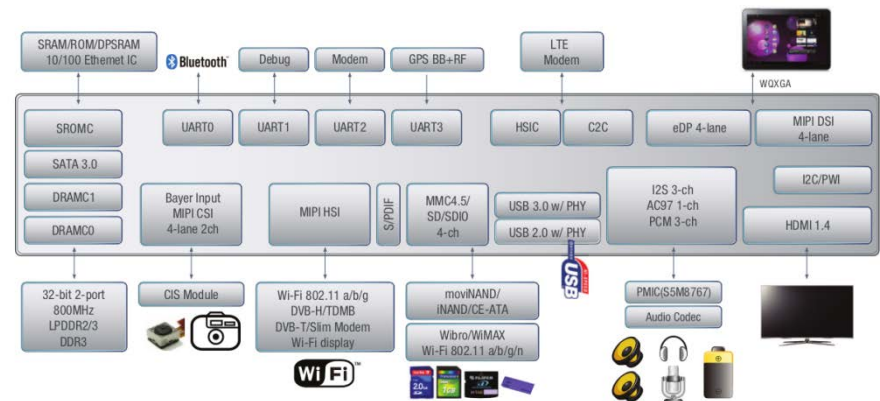 SRAM/ROM/DPSRAM
10/100 Ethernet IC
Bluetooth
Debug
Modem
GPS BB+RF
LTE
Modem
WQXGA
SROMC
UART0
UART1
UART2
UART3
HSIC
C2C
eDP 4-lane
MIPI DSI
4-lane
SATA 3.0
DRAMC1
DRAMC0
Bayer Input
MIPI CSI
4-lane 2ch
MIPI HSI
S/PDIF
MMC4.5/
SD/SDIO
4-ch
USB 3.0 w/ PHY
USB 2.0 w/ PHY
I2S 3-ch
AC97 1-ch
PCM 3-ch
I2C/PWI
HDMI 1.4
USB
32-bit 2-port
800MHz
LPDDR2/3
DDR3
CIS Module
Wi-Fi 802.11 a/b/g
DVB-H/TDMB
DVB-T/Slim Modem
Wi-Fi display
Wi Fi
moviNAND/
iNAND/CE-ATA
Wibro/WiMAX
Wi-Fi 802.11 a/b/g/n
2.0
PMIC(S5M8767)
Audio Codec